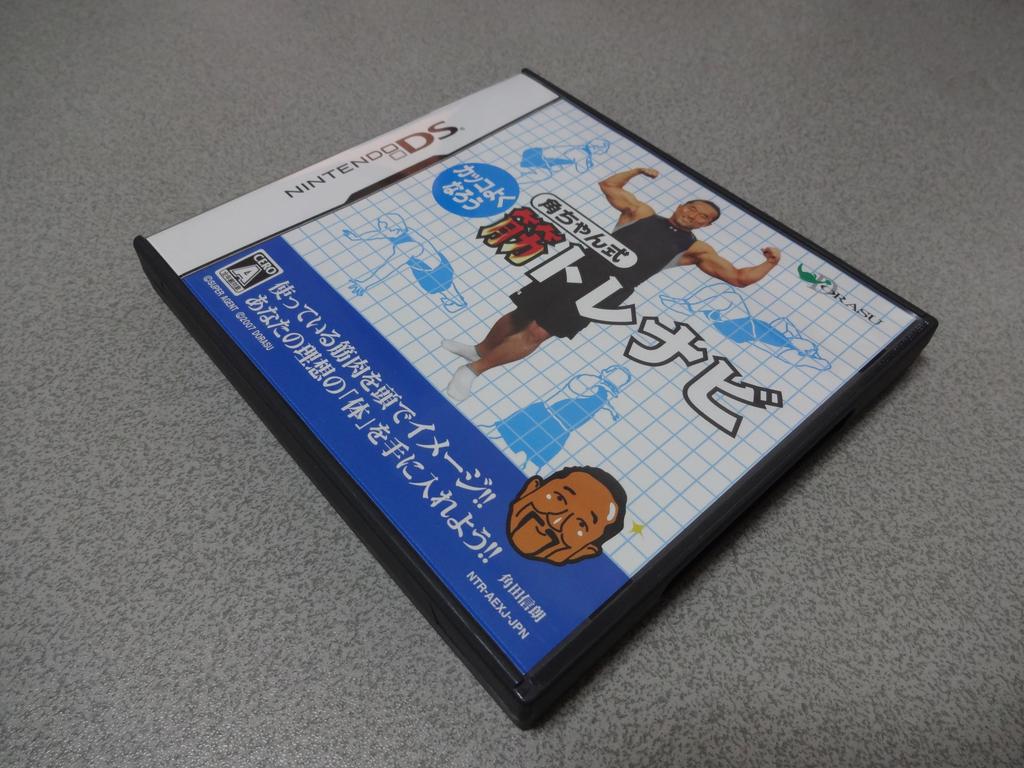 NINTENDO DS
カッコよく
なろう
角ちゃん式
筋トレナビ
DORASU
CERO
A
使っている筋肉を頭でイメージ!!
あなたの理想の「体」を手に入れよう!!
角田信朗
©SUPER AGENT ©2007 DORASU
NTR-AEXJ-JPN